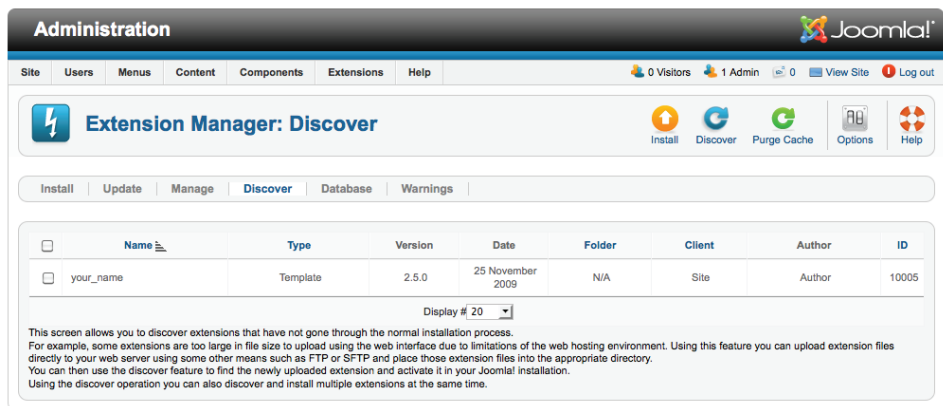 Administration
Joomla!
Site Users Menus Content Components Extensions Help
0 Visitors 1 Admin 0 View Site Log out
Extension Manager: Discover
Install Discover Purge Cache Options Help
Install Update Manage Discover Database Warnings
Name Type Version Date Folder Client Author ID
your_name Template 2.5.0 25 November 2009 N/A Site Author 10005
Display # 20
This screen allows you to discover extensions that have not gone through the normal installation process.
For example, some extensions are too large in file size to upload using the web interface due to limitations of the web hosting environment. Using this feature you can upload extension files
directly to your web server using some other means such as FTP or SFTP and place those extension files into the appropriate directory.
You can then use the discover feature to find the newly uploaded extension and activate it in your Joomla! installation.
Using the discover operation you can also discover and install multiple extensions at the same time.